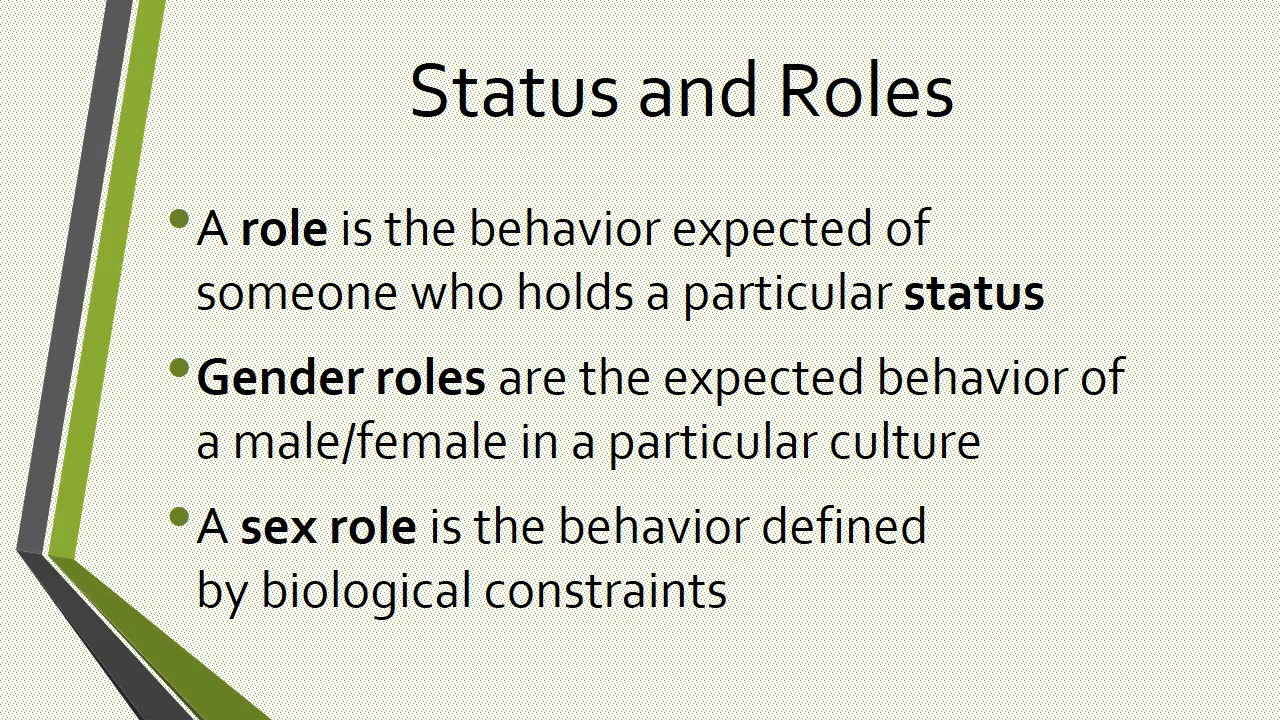 Status and Roles
• A role is the behavior expected of
someone who holds a particular status
• Gender roles are the expected behavior of
a male/female in a particular culture
• A sex role is the behavior defined
by biological constraints